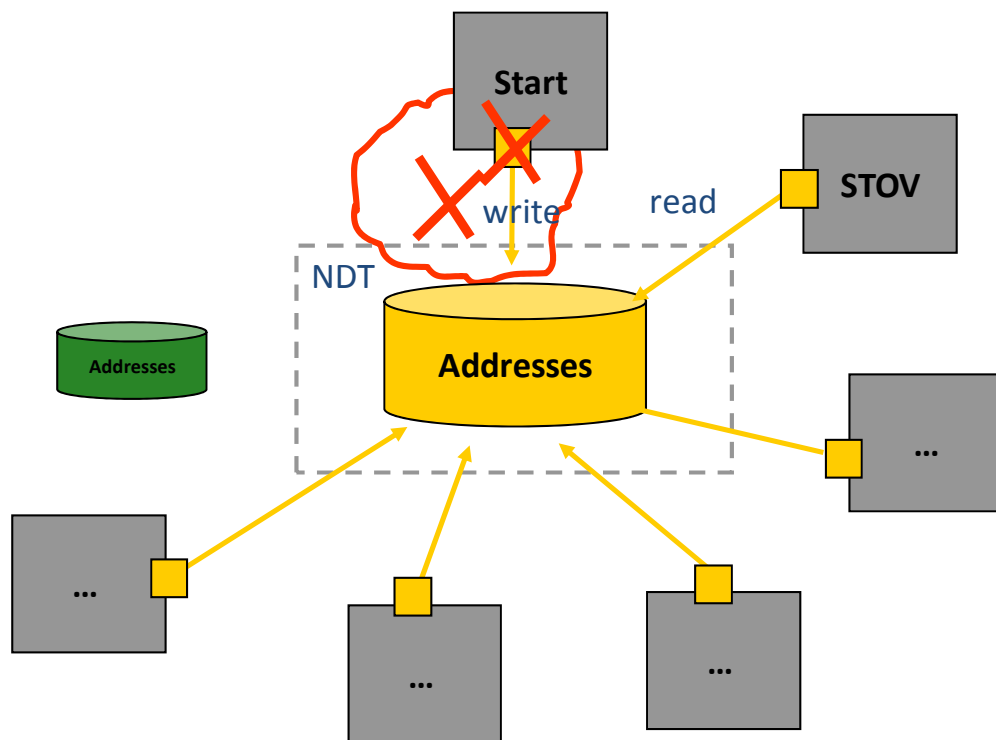 Start
STOV
read
write
NDT
Addresses
Addresses
...
...
...
...